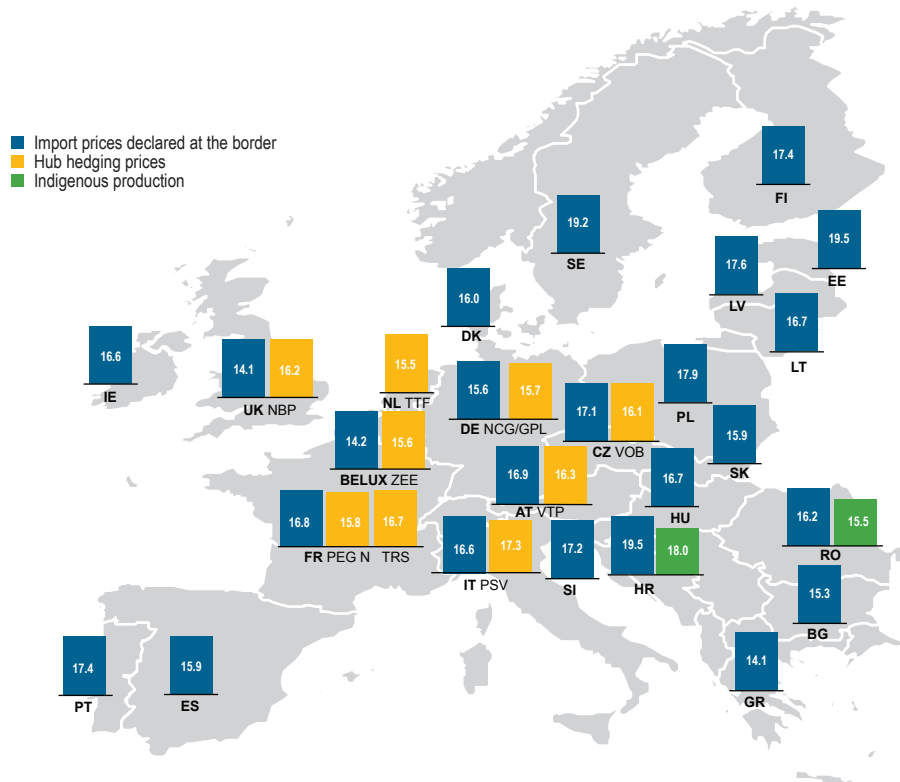 Import prices declared at the border
Hub hedging prices
Indigenous production
17.4
FI
19.2
SE
19.5
EE
17.6
LV
16.0
DK
16.7
LT
16.6
IE
14.1 16.2
UK NBP
15.5
NL TTF
15.6 15.7
DE NCG/GPL
17.9
PL
17.1 16.1
CZ VOB
14.2 15.6
BELUX ZEE
15.9
SK
16.9 16.3
AT VTP
16.7
HU
16.8 15.8 16.7
FR PEG N TRS
16.6 17.3
IT PSV
17.2
SI
19.5 18.0
HR
16.2 15.5
RO
15.3
BG
17.4
PT
15.9
ES
14.1
GR